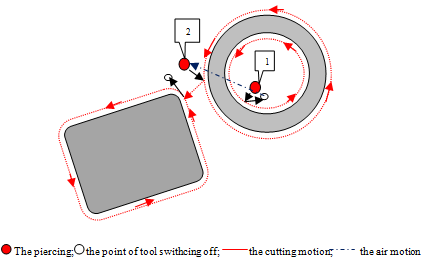 2
1
The piercing; the point of tool swithcing off; the cutting motion; the air motion